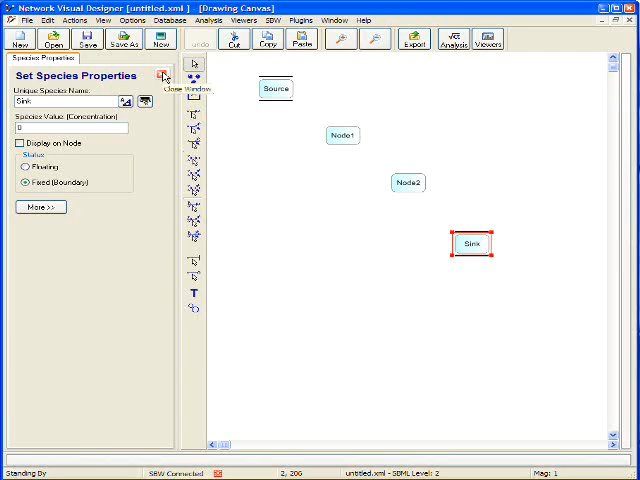 Network Visual Designer [untitled.xml] . [Drawing Canvas]
File Edit Actions View Options Database Analysis Viewers SBW Plugins Window Help
New Open Save Save As New undo Cut Copy Paste Export Analysis Viewers
Species Properties
Set Species Properties
Close Window
Unique Species Name:
Sink
Species Value: (Concentration)
0
Display on Node
Status
Floating
Fixed (Boundary)
More >>
T
Source
Node1
Node2
Sink
Standing By SBW Connected 2, 206 untitled.xml - SBML Level: 2 Mag: 1